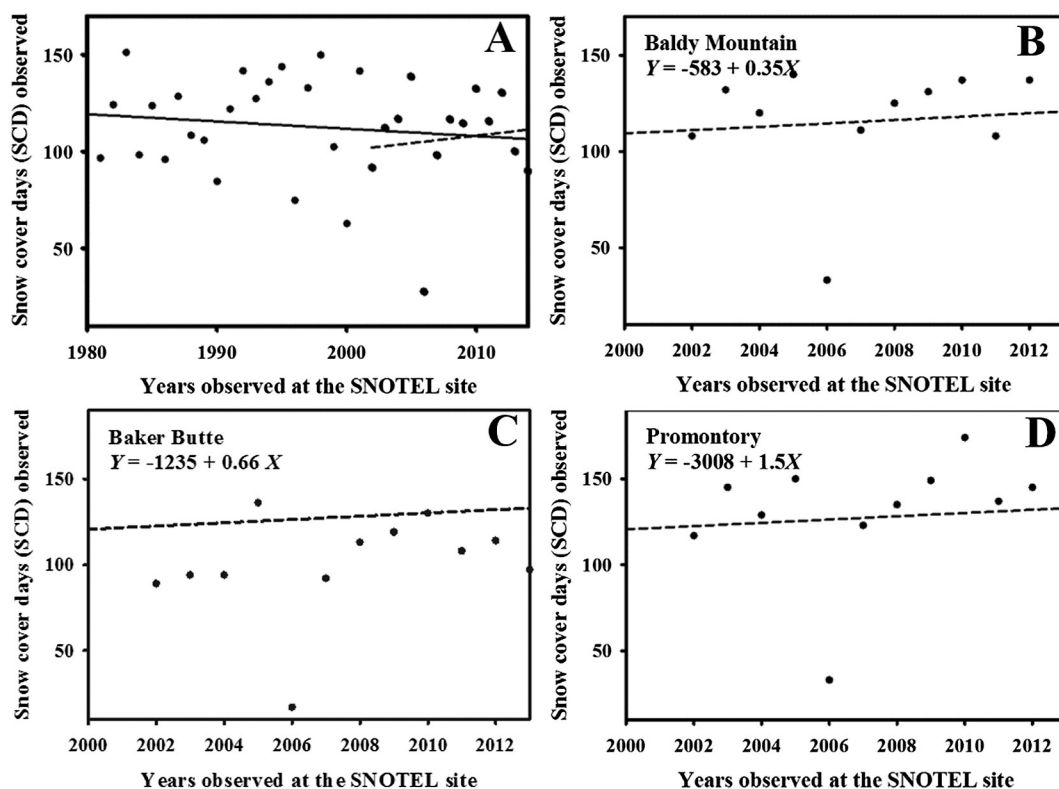 A
Snow cover days (SCD) observed
150
100
50
1980
1990
2000
2010
Years observed at the SNOTEL site
B
Baldy Mountain
Y = -583 + 0.35X
Snow cover days (SCD) observed
150
100
50
2000
2002
2004
2006
2008
2010
2012
Years observed at the SNOTEL site
C
Baker Butte
Y = -1235 + 0.66 X
Snow cover days (SCD) observed
150
100
50
2000
2002
2004
2006
2008
2010
2012
Years observed at the SNOTEL site
D
Promontory
Y = -3008 + 1.5X
Snow cover days (SCD) observed
150
100
50
2000
2002
2004
2006
2008
2010
2012
Years observed at the SNOTEL site